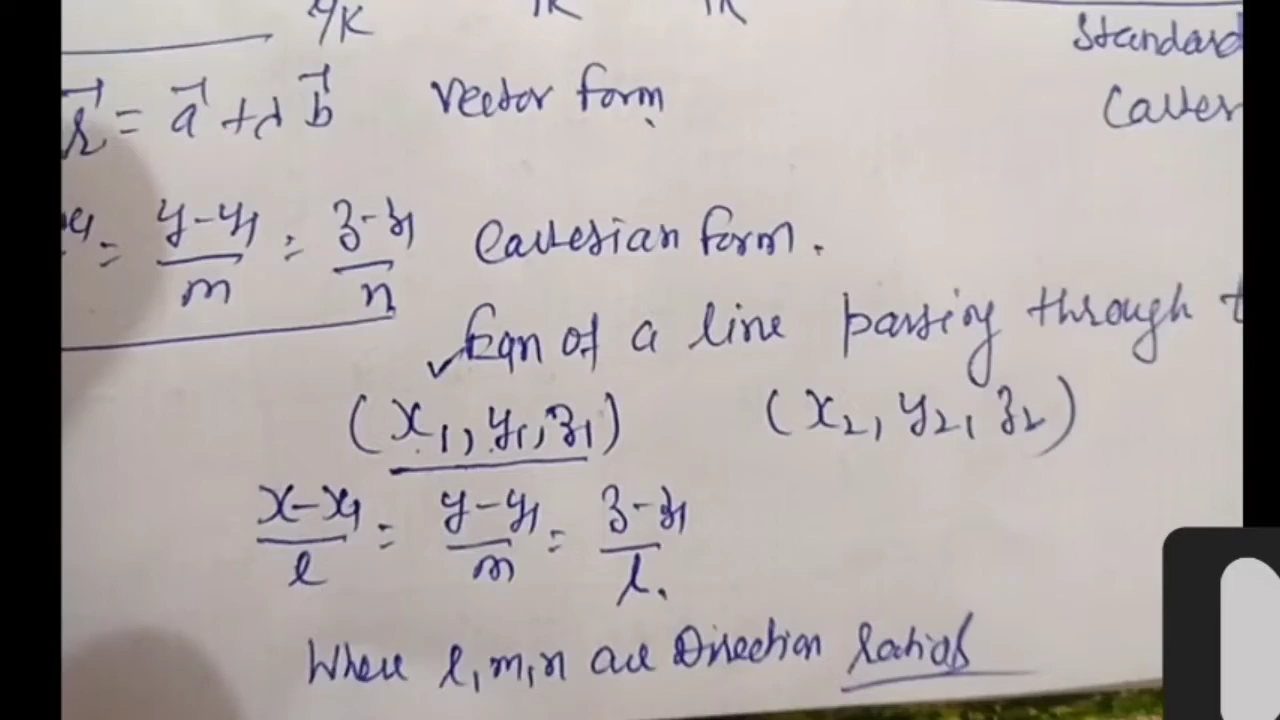 Standard
r⃗ = a⃗ + λ b⃗ vector form
y-y1/m = z-z1/n Cartesian form.
Eqn of a line passing through
(x1, y1, z1) (x2, y2, z2)
x-x1/l = y-y1/m = z-z1/l.
Where l, m, n are Direction ratios